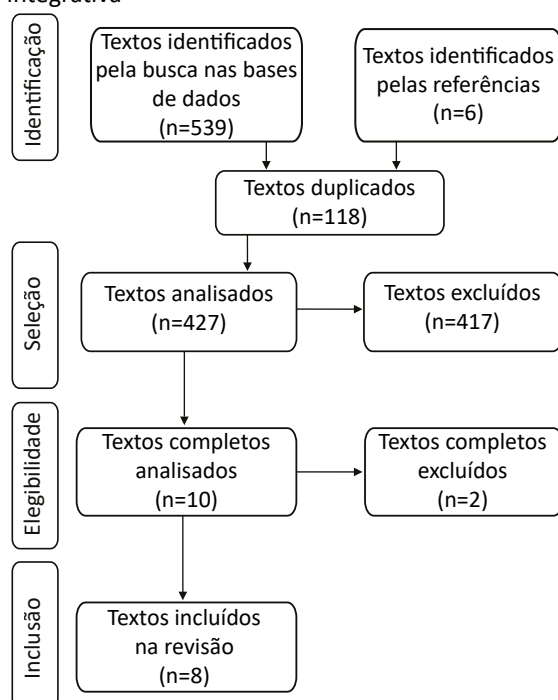 integrativa
Identificação
Textos identificados
pela busca nas bases
de dados
(n=539)
Textos identificados
pelas referências
(n=6)
Textos duplicados
(n=118)
Seleção
Textos analisados
(n=427)
Textos excluídos
(n=417)
Elegibilidade
Textos completos
analisados
(n=10)
Textos completos
excluídos
(n=2)
Inclusão
Textos incluídos
na revisão
(n=8)